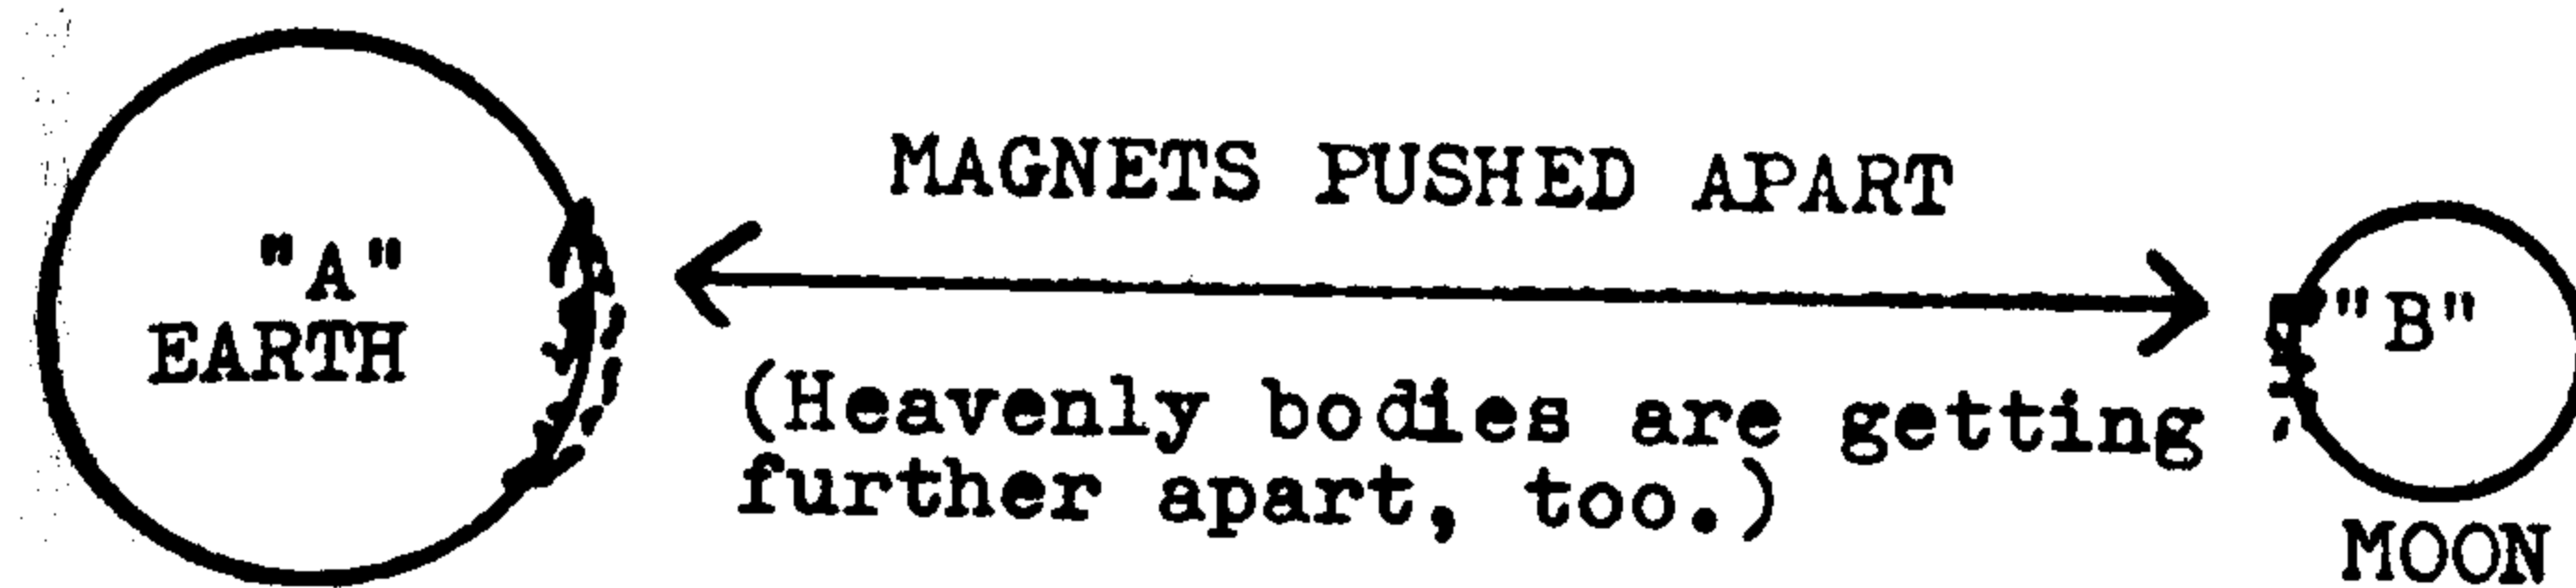 MAGNETS PUSHED APART
"A"
EARTH
"B"
(Heavenly bodies are getting
further apart, too.)
MOON